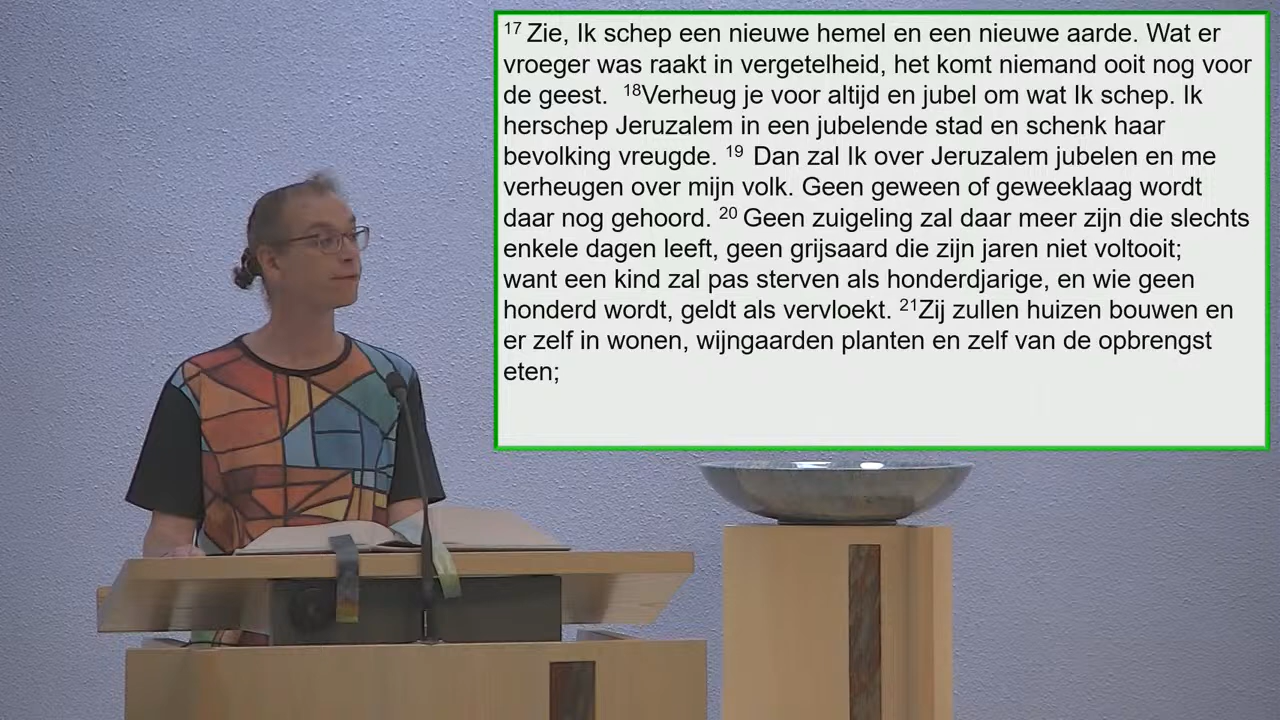 17 Zie, Ik schep een nieuwe hemel en een nieuwe aarde. Wat er
vroeger was raakt in vergetelheid, het komt niemand ooit nog voor
de geest. 18Verheug je voor altijd en jubel om wat Ik schep. Ik
herschep Jeruzalem in een jubelende stad en schenk haar
bevolking vreugde. 19 Dan zal Ik over Jeruzalem jubelen en me
verheugen over mijn volk. Geen geween of geweeklaag wordt
daar nog gehoord. 20 Geen zuigeling zal daar meer zijn die slechts
enkele dagen leeft, geen grijsaard die zijn jaren niet voltooit;
want een kind zal pas sterven als honderdjarige, en wie geen
honderd wordt, geldt als vervloekt. 21Zij zullen huizen bouwen en
er zelf in wonen, wijngaarden planten en zelf van de opbrengst
eten;